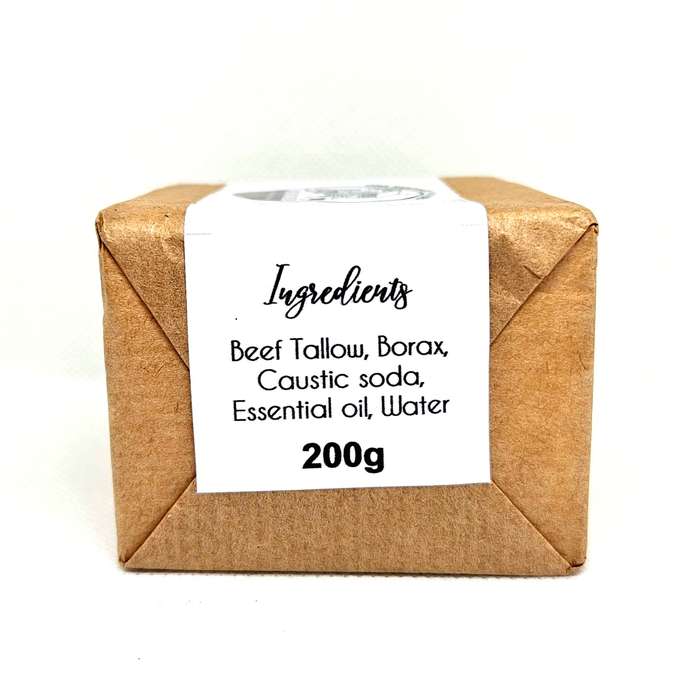 Ingredients
Beef Tallow, Borax,
Caustic soda,
Essential oil, Water
200g